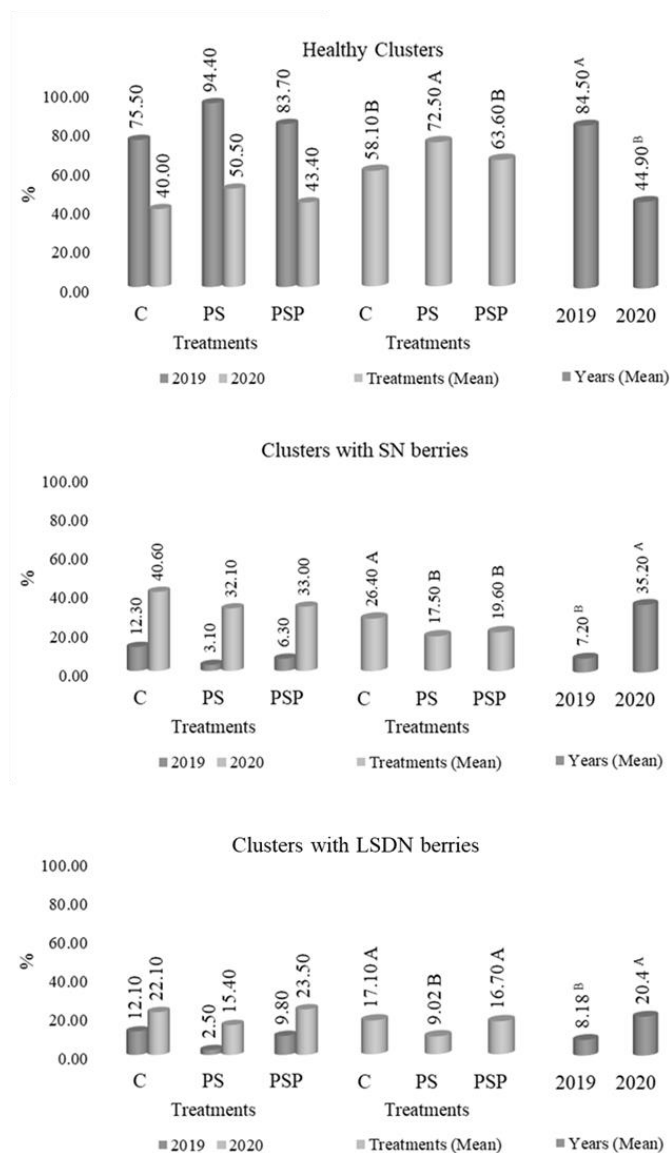 Healthy Clusters
%
100.00
80.00
60.00
40.00
20.00
0.00
75.50
40.00
94.40
50.50
83.70
43.40
58.10 B
72.50 A
63.60 B
84.50 A
44.90 B
C PS PSP C PS PSP 2019 2020
Treatments Treatments
2019 2020 Treatments (Mean) Years (Mean)
Clusters with SN berries
%
100.00
80.00
60.00
40.00
20.00
0.00
12.30
40.60
3.10
32.10
6.30
33.00
26.40 A
17.50 B
19.60 B
7.20 B
35.20 A
C PS PSP C PS PSP 2019 2020
Treatments Treatments
2019 2020 Treatments (Mean) Years (Mean)
Clusters with LSDN berries
%
100.00
80.00
60.00
40.00
20.00
0.00
12.10
22.10
2.50
15.40
9.80
23.50
17.10 A
9.02 B
16.70 A
8.18 B
20.4 A
C PS PSP C PS PSP 2019 2020
Treatments Treatments
2019 2020 Treatments (Mean) Years (Mean)